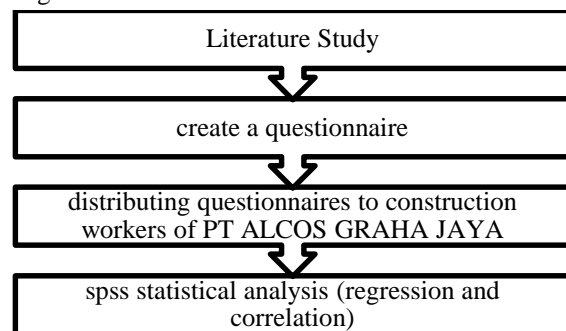 Literature Study
create a questionnaire
distributing questionnaires to construction
workers of PT ALCOS GRAHA JAYA
spss statistical analysis (regression and
correlation)